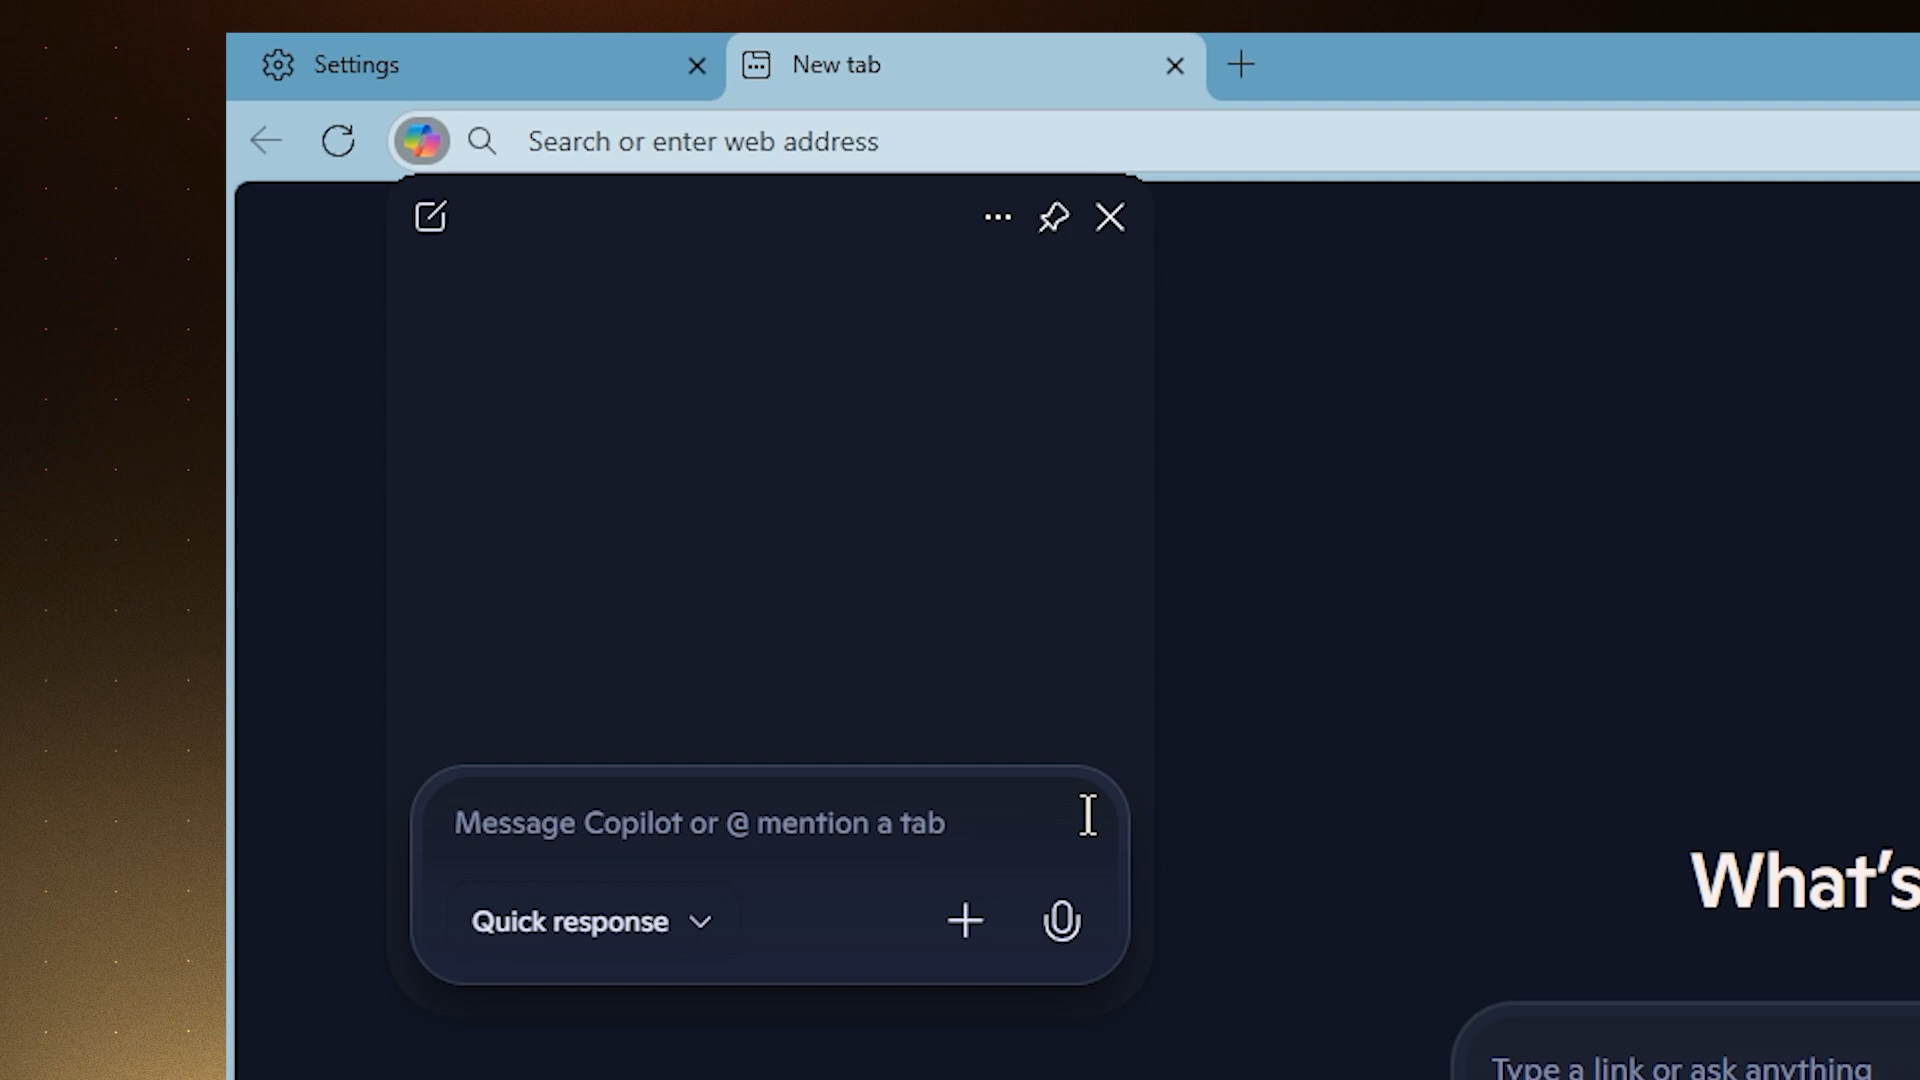 Settings
New tab
Search or enter web address
Message Copilot or @ mention a tab
Quick response
What's
Type a link or ask anything